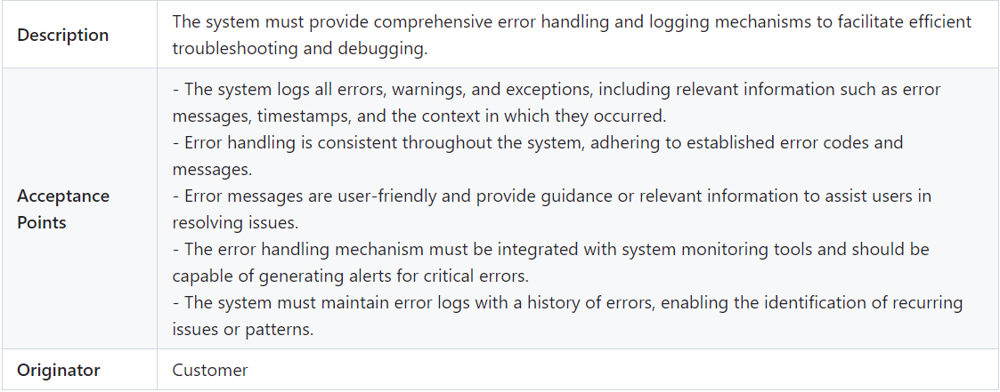 Description
The system must provide comprehensive error handling and logging mechanisms to facilitate efficient
troubleshooting and debugging.
Acceptance
Points
- The system logs all errors, warnings, and exceptions, including relevant information such as error
messages, timestamps, and the context in which they occurred.
- Error handling is consistent throughout the system, adhering to established error codes and
messages.
- Error messages are user-friendly and provide guidance or relevant information to assist users in
resolving issues.
- The error handling mechanism must be integrated with system monitoring tools and should be
capable of generating alerts for critical errors.
- The system must maintain error logs with a history of errors, enabling the identification of recurring
issues or patterns.
Originator
Customer